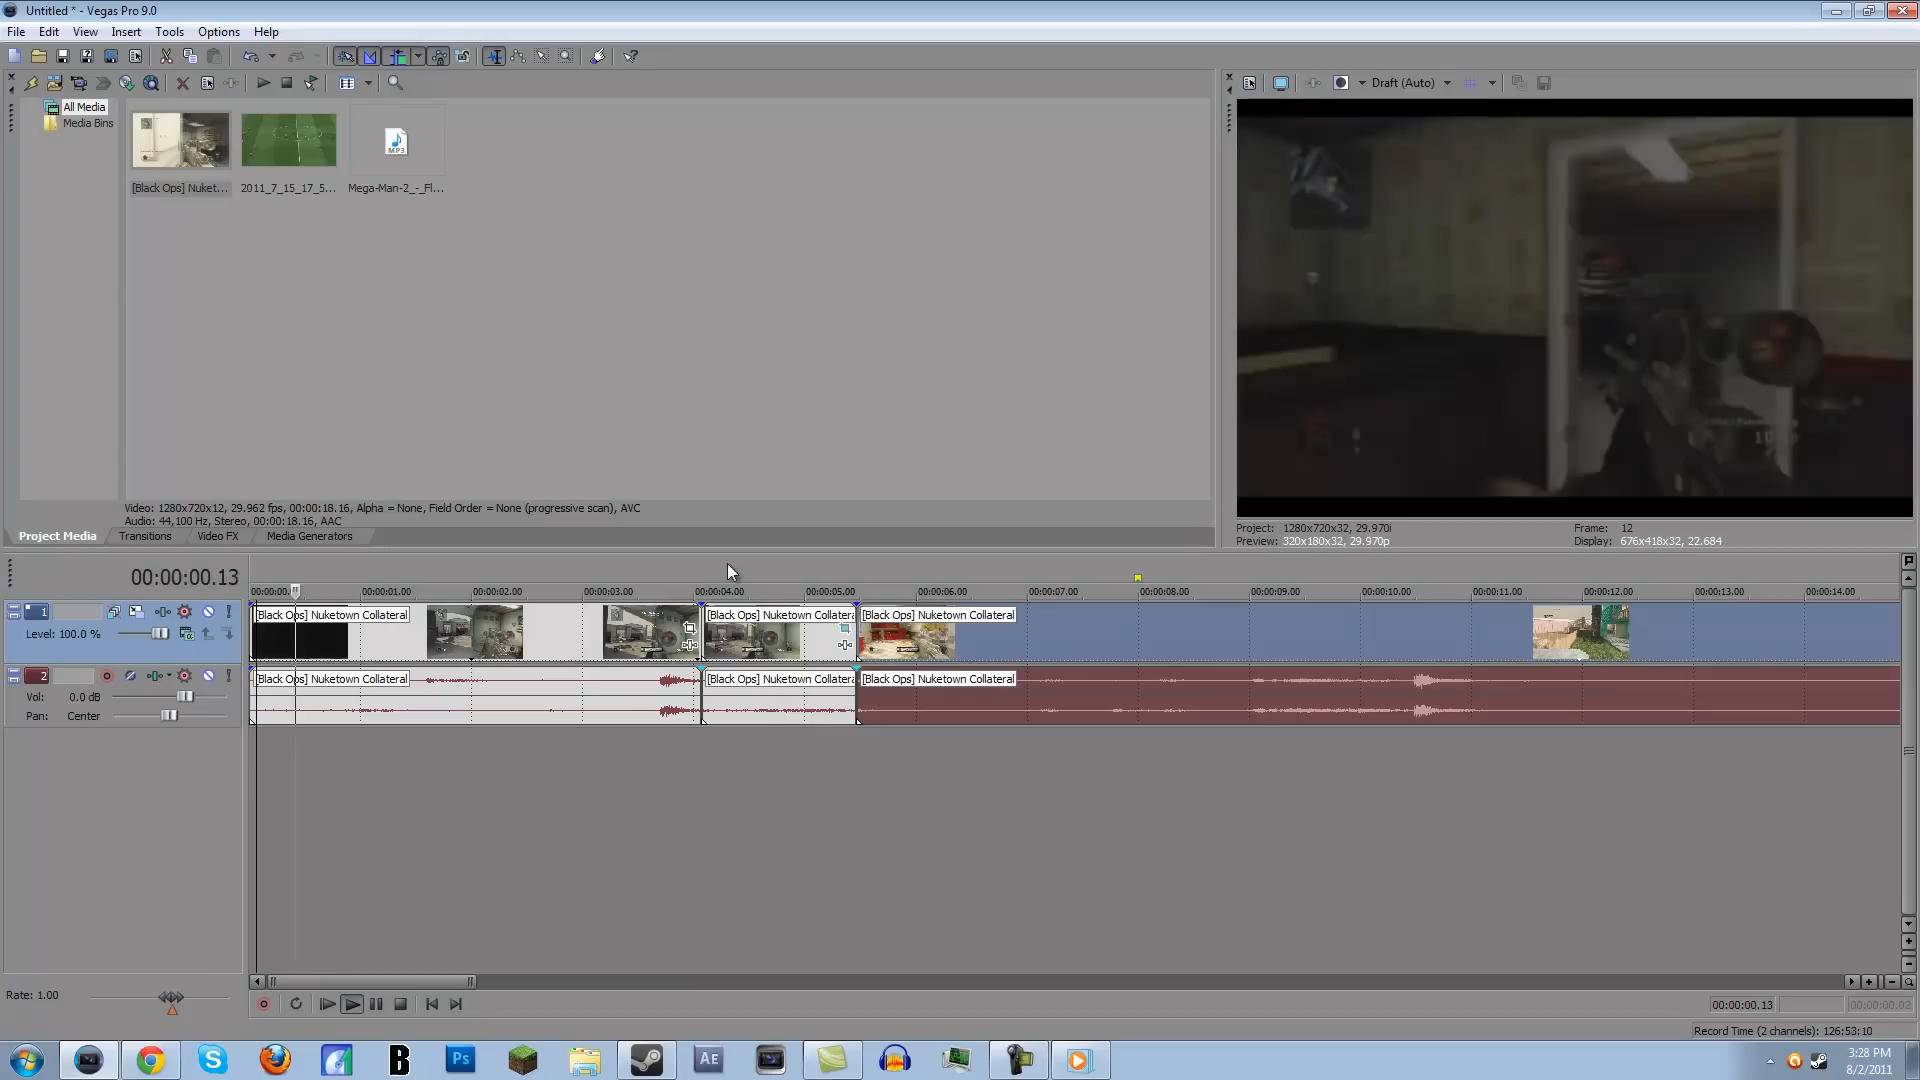 Untitled * - Vegas Pro 9.0
File Edit View Insert Tools Options Help
Draft (Auto)
All Media
Media Bins
MP3
[Black Ops] Nuket...
2011_7_15_17_5...
Mega-Man-2_-_Fl...
Video: 1280x720x12, 29.962 fps, 00:00:18.16, Alpha = None, Field Order = None (progressive scan), AVC
Audio: 44,100 Hz, Stereo, 00:00:18.16, AAC
Project Media Transitions Video FX Media Generators
Project: 1280x720x32, 29.970i
Frame: 12
Preview: 320x180x32, 29.970p
Display: 676x418x32, 22.684
00:00:00.13
00:00:00. 00:00:01.00 00:00:02.00 00:00:03.00 00:00:04.00 00:00:05.00 00:00:06.00 00:00:07.00 00:00:08.00 00:00:09.00 00:00:10.00 00:00:11.00 00:00:12.00 00:00:13.00 00:00:14.00
1
[Black Ops] Nuketown Collateral
[Black Ops] Nuketown Collatera
[Black Ops] Nuketown Collateral
Level: 100.0 %
2
[Black Ops] Nuketown Collateral
[Black Ops] Nuketown Collatera
[Black Ops] Nuketown Collateral
Vol: 0.0 dB
Pan: Center
Rate: 1.00
00:00:00.13
00:00:00.02
Record Time (2 channels): 126:53:10
B
Ps
AE
3:28 PM
8/2/2011